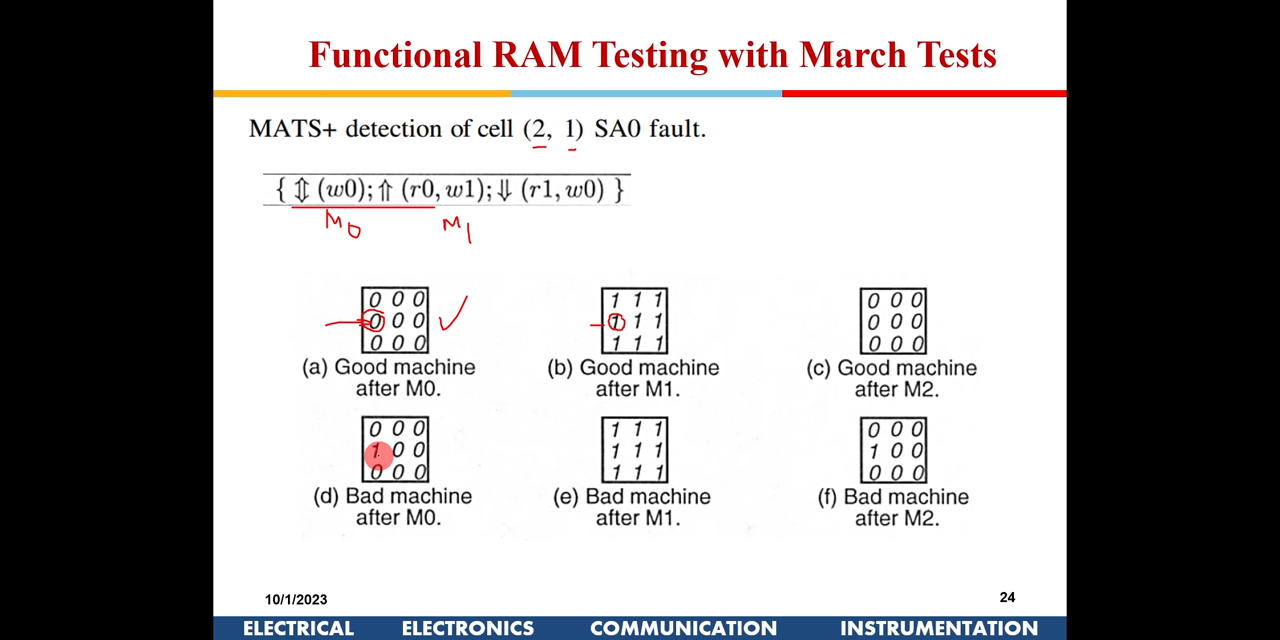 Functional RAM Testing with March Tests
MATS+ detection of cell (2, 1) SA0 fault.
{ ⇕ (w0); ⇑ (r0, w1); ⇓ (r1, w0) }
M0 M1
0 0 0
0 0 0
0 0 0
(a) Good machine
after M0.
1 1 1
1 1 1
1 1 1
(b) Good machine
after M1.
0 0 0
0 0 0
0 0 0
(c) Good machine
after M2.
0 0 0
1 0 0
0 0 0
(d) Bad machine
after M0.
1 1 1
1 1 1
1 1 1
(e) Bad machine
after M1.
0 0 0
1 0 0
0 0 0
(f) Bad machine
after M2.
10/1/2023
24
ELECTRICAL ELECTRONICS COMMUNICATION INSTRUMENTATION